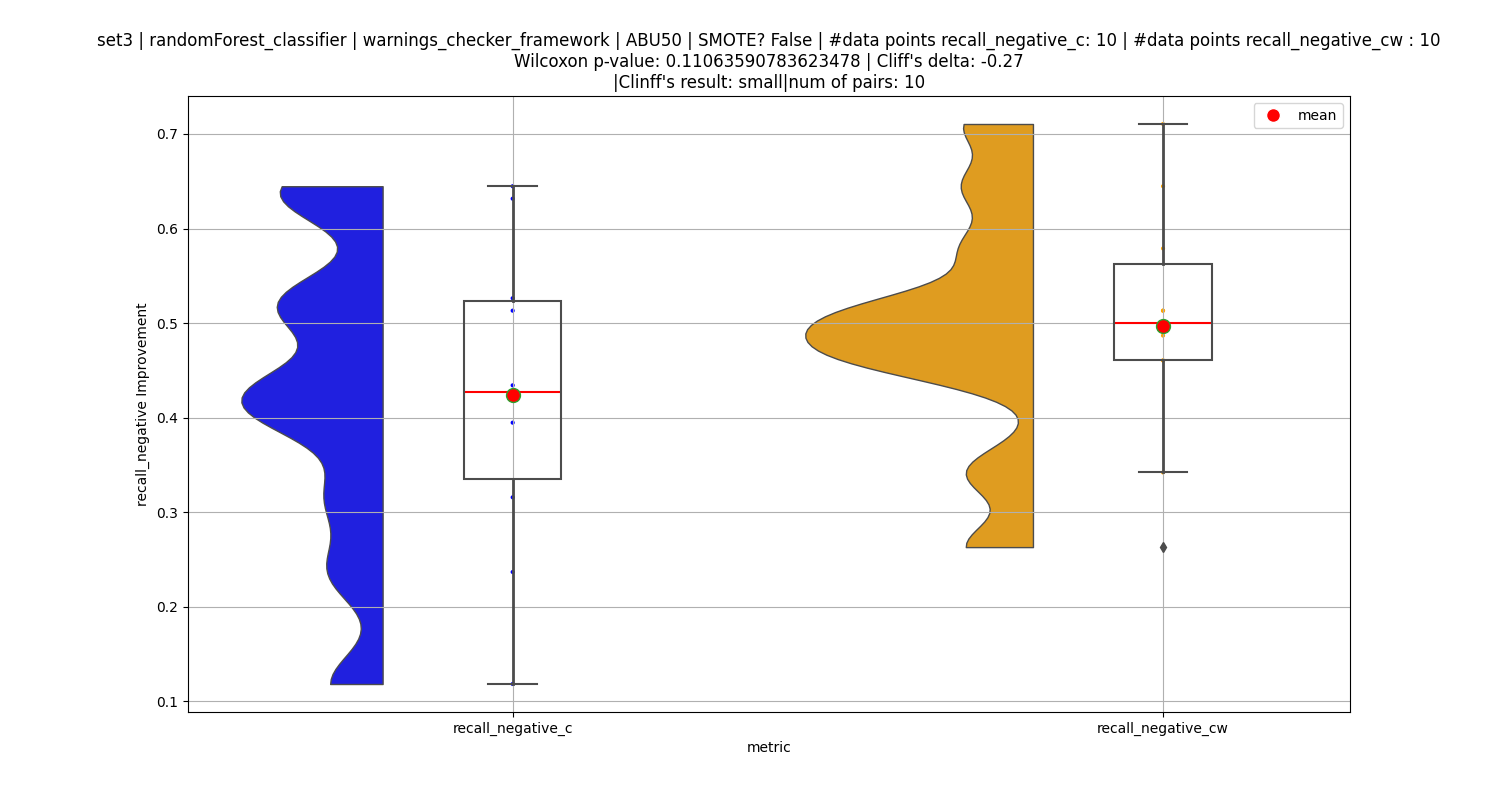 set3 | randomForest_classifier | warnings_checker_framework | ABU50 | SMOTE? False | #data points recall_negative_c: 10 | #data points recall_negative_cw : 10
Wilcoxon p-value: 0.11063590783623478 | Cliff's delta: -0.27
|Clinff's result: small|num of pairs: 10
mean
0.7
0.6
0.5
0.4
0.3
0.2
0.1
recall_negative Improvement
recall_negative_c
recall_negative_cw
metric